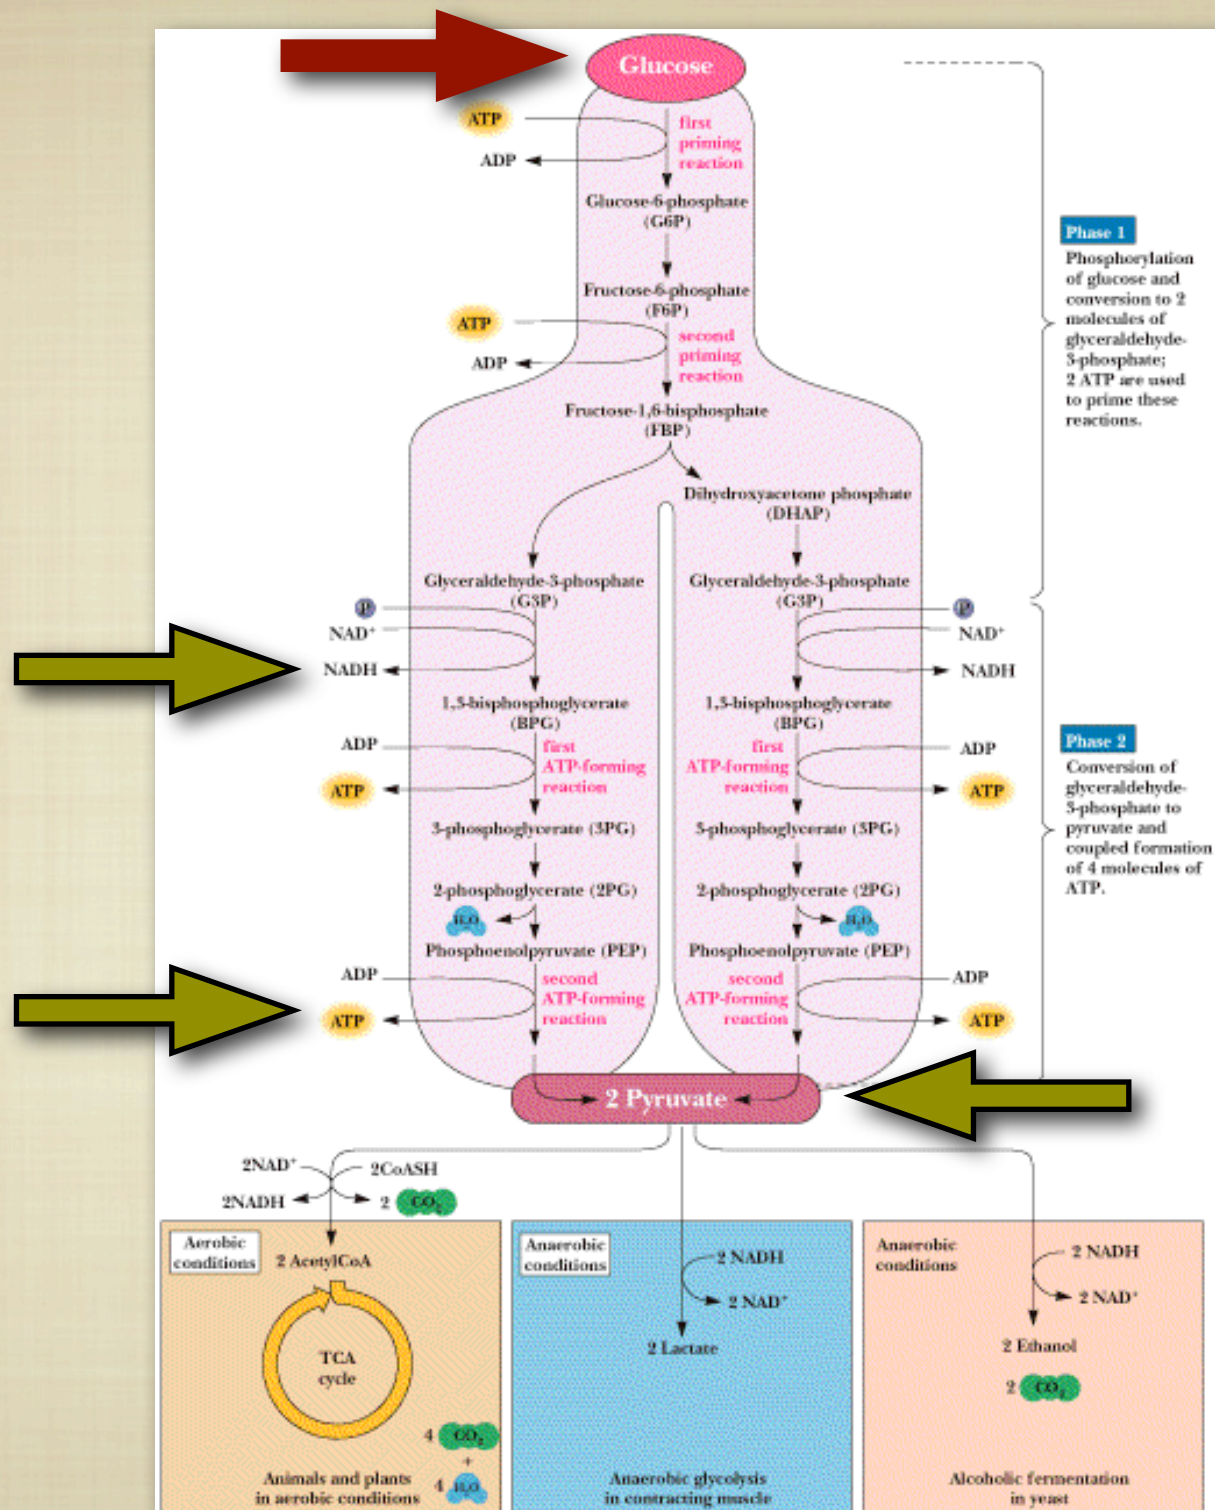 Glucose
ATP
ADP
first
priming
reaction
Glucose-6-phosphate
(G6P)
Fructose-6-phosphate
(F6P)
ATP
ADP
second
priming
reaction
Fructose-1,6-bisphosphate
(FBP)
Dihydroxyacetone phosphate
(DHAP)
Phase 1
Phosphorylation
of glucose and
conversion to 2
molecules of
glyceraldehyde-
3-phosphate;
2 ATP are used
to prime these
reactions.
Glyceraldehyde-3-phosphate
(G3P)
P
NAD⁺
NADH
1,3-bisphosphoglycerate
(BPG)
ADP
ATP
first
ATP-forming
reaction
3-phosphoglycerate (3PG)
2-phosphoglycerate (2PG)
H₂O
Phosphoenolpyruvate (PEP)
ADP
ATP
second
ATP-forming
reaction
Glyceraldehyde-3-phosphate
(G3P)
P
NAD⁺
NADH
1,3-bisphosphoglycerate
(BPG)
first
ATP-forming
reaction
ADP
ATP
3-phosphoglycerate (3PG)
2-phosphoglycerate (2PG)
H₂O
Phosphoenolpyruvate (PEP)
second
ATP-forming
reaction
ADP
ATP
Phase 2
Conversion of
glyceraldehyde-
3-phosphate to
pyruvate and
coupled formation
of 4 molecules of
ATP.
2 Pyruvate
2NAD⁺
2CoASH
2NADH
2 CO₂
Aerobic
conditions
2 AcetylCoA
TCA
cycle
4 CO₂
+
4 H₂O
Animals and plants
in aerobic conditions
Anaerobic
conditions
2 NADH
2 NAD⁺
2 Lactate
Anaerobic glycolysis
in contracting muscle
Anaerobic
conditions
2 NADH
2 NAD⁺
2 Ethanol
2 CO₂
Alcoholic fermentation
in yeast